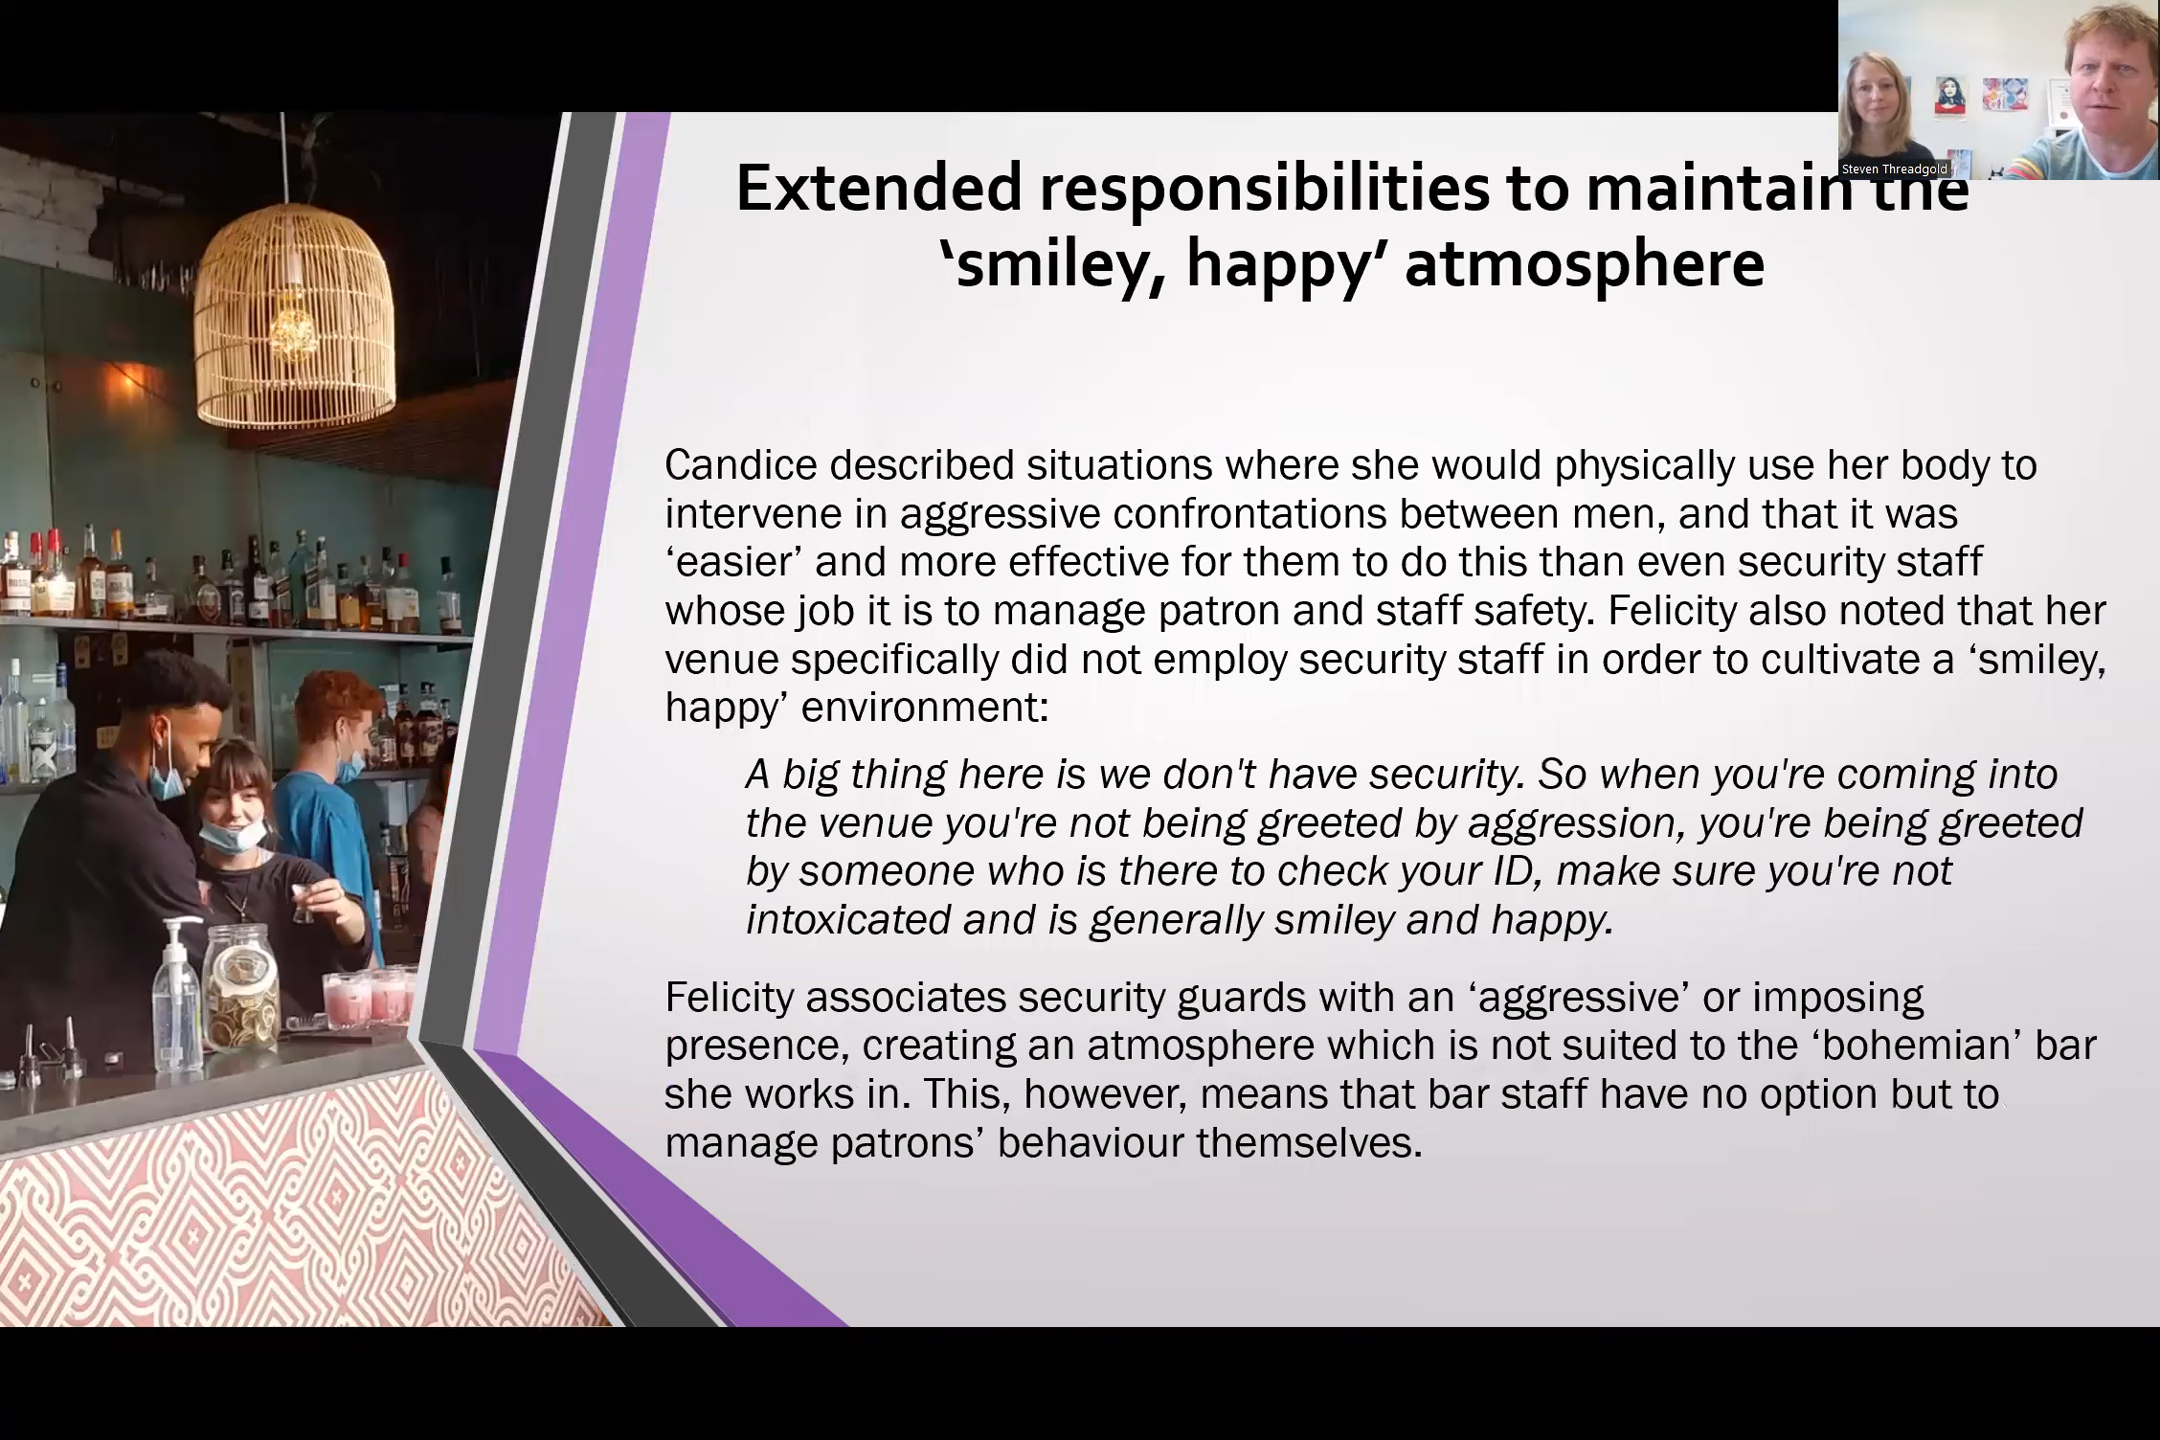 Steven Threadgold
Extended responsibilities to maintain the
‘smiley, happy’ atmosphere
Candice described situations where she would physically use her body to
intervene in aggressive confrontations between men, and that it was
‘easier’ and more effective for them to do this than even security staff
whose job it is to manage patron and staff safety. Felicity also noted that her
venue specifically did not employ security staff in order to cultivate a ‘smiley,
happy’ environment:
A big thing here is we don't have security. So when you're coming into
the venue you're not being greeted by aggression, you're being greeted
by someone who is there to check your ID, make sure you're not
intoxicated and is generally smiley and happy.
Felicity associates security guards with an ‘aggressive’ or imposing
presence, creating an atmosphere which is not suited to the ‘bohemian’ bar
she works in. This, however, means that bar staff have no option but to
manage patrons’ behaviour themselves.